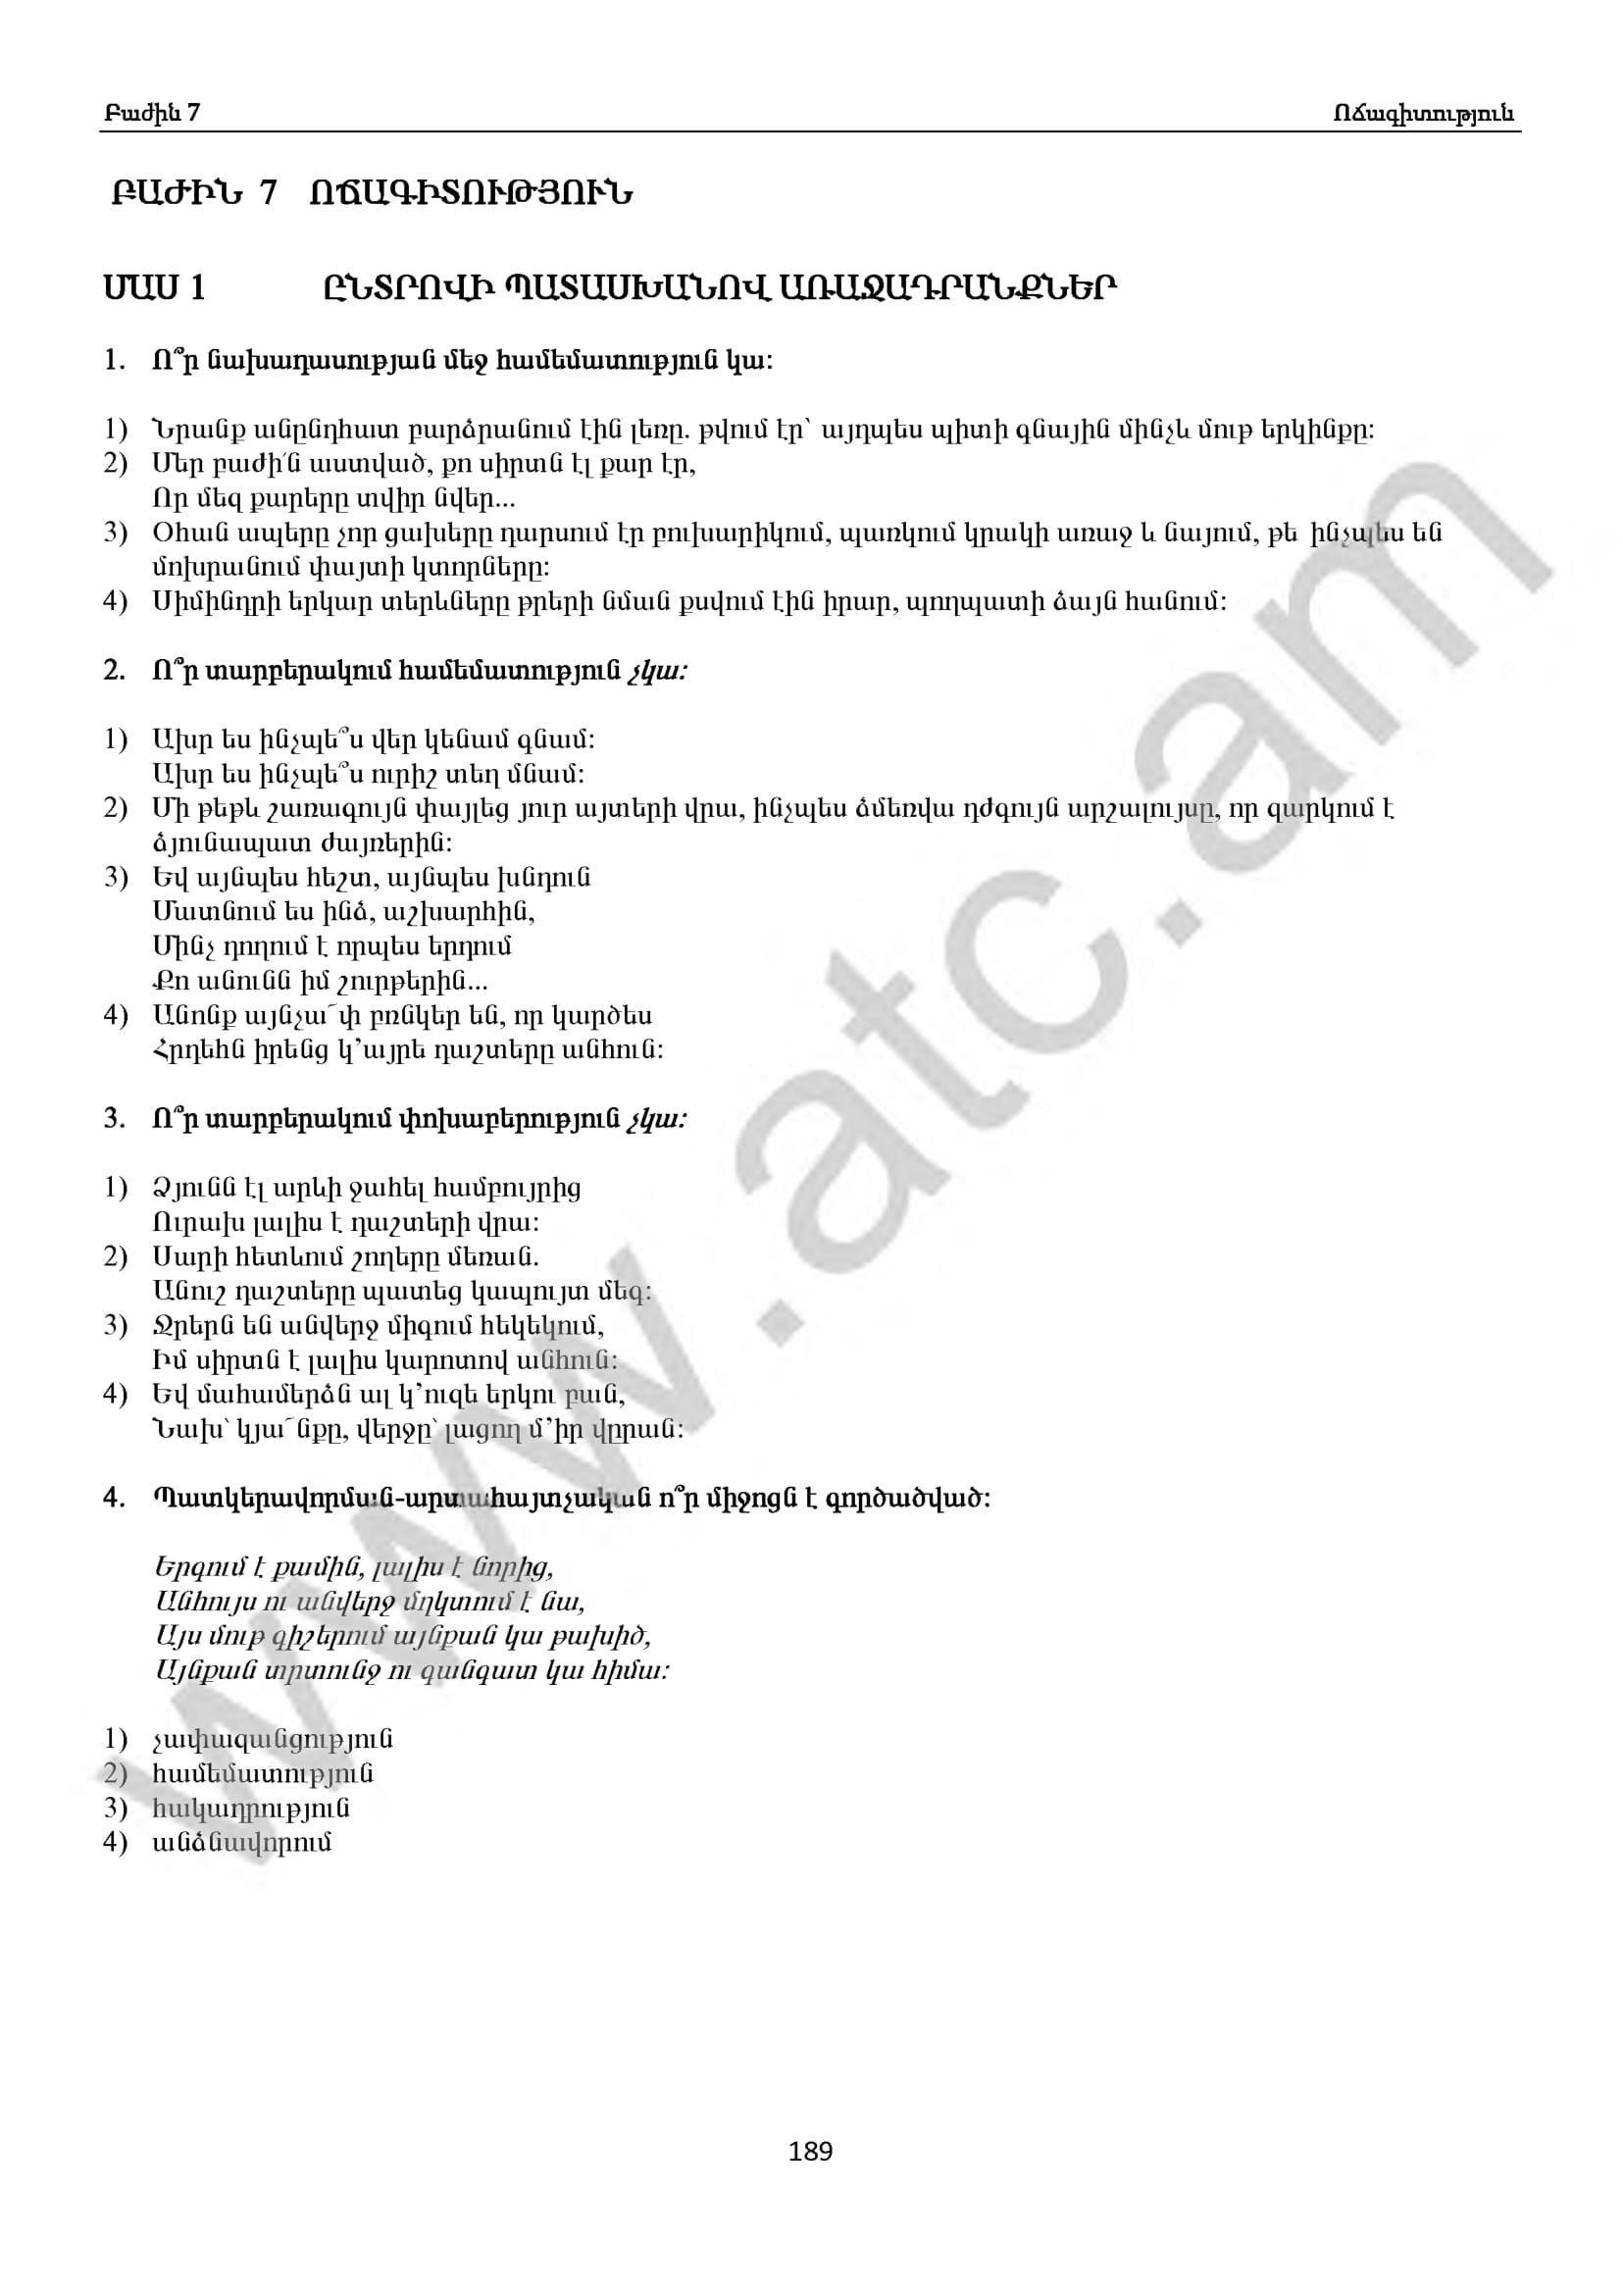 Բաժին 7 Ոճագիտություն
ԲԱԺԻՆ 7 ՈՃԱԳԻՏՈՒԹՅՈՒՆ
ՄԱՍ 1 ԸՆՏՐՈՎԻ ՊԱՏԱՍԽԱՆՈՎ ԱՌԱՋԱԴՐԱՆՔՆԵՐ
1. Ո՞ր նախադասության մեջ համեմատություն կա:
1) Նրանք անընդհատ բարձրանում էին լեռը. թվում էր՝ այդպես պիտի գնային մինչև մութ երկինքը:
2) Մեր բաժի՛ն աստված, քո սիրտն էլ քար էր,
Որ մեզ քարերը տվիր նվեր...
3) Օհան ապերը չոր ցախերը դարսում էր բուխարիկում, պառկում կրակի առաջ և նայում, թե ինչպես են
մոխրանում փայտի կտորները:
4) Սիմինդրի երկար տերևները թրերի նման քսվում էին իրար, պողպատի ձայն հանում:
2. Ո՞ր տարբերակում համեմատություն չկա:
1) Ախր ես ինչպե՞ս վեր կենամ գնամ:
Ախր ես ինչպե՞ս ուրիշ տեղ մնամ:
2) Մի թեթև շառագույն փայլեց յուր այտերի վրա, ինչպես ձմեռվա դժգույն արշալույսը, որ զարկում է
ձյունապատ ժայռերին:
3) Եվ այնպես հեշտ, այնպես խնդուն
Մատնում ես ինձ, աշխարհին,
Մինչ դողում է որպես երդում
Քո անունն իմ շուրթերին...
4) Անոնք այնչա՜փ բռնկեր են, որ կարծես
Հրդեհն իրենց կ’այրե դաշտերը անհուն:
3. Ո՞ր տարբերակում փոխաբերություն չկա:
1) Ձյունն էլ արևի ջահել համբույրից
Ուրախ լալիս է դաշտերի վրա:
2) Սարի հետևում շողերը մեռան.
Անուշ դաշտերը պատեց կապույտ մեգ:
3) Ջրերն են անվերջ միգում հեկեկում,
Իմ սիրտն է լալիս կարոտով անհուն:
4) Եվ մահամերձն ալ կ’ուզե երկու բան,
Նախ՝ կյա՜նքը, վերջը՝ լացող մ’իր վըրան:
4. Պատկերավորման-արտահայտչական ո՞ր միջոցն է գործածված:
Երգում է քամին, լալիս է նորից,
Անհույս ու անվերջ մղկտում է նա,
Այս մութ գիշերում այնքան կա թախիծ,
Այնքան տրտունջ ու գանգատ կա հիմա:
1) չափազանցություն
2) համեմատություն
3) հակադրություն
4) անձնավորում
www.atc.am
189